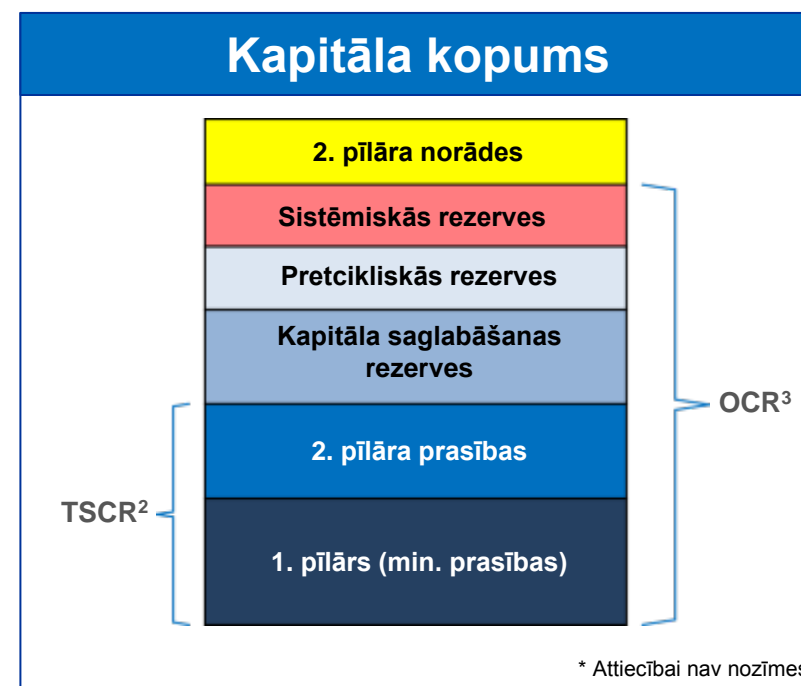 Kapitāla kopums
2. pīlāra norādes
Sistēmiskās rezerves
Pretcikliskās rezerves
Kapitāla saglabāšanas
rezerves
OCR³
2. pīlāra prasības
TSCR²
1. pīlārs (min. prasības)
* Attiecībai nav nozīmes